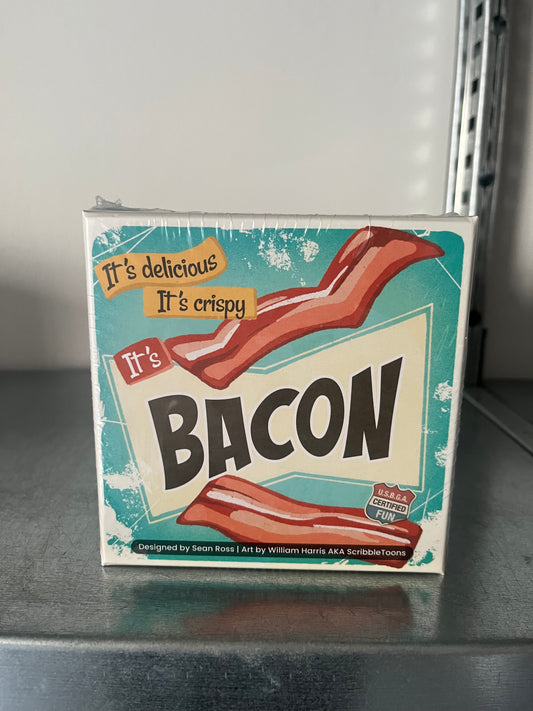 It's delicious
It's crispy
It's
BACON
U.S.B.G.A.
CERTIFIED
FUN
Designed by Sean Ross | Art by William Harris AKA ScribbleToons